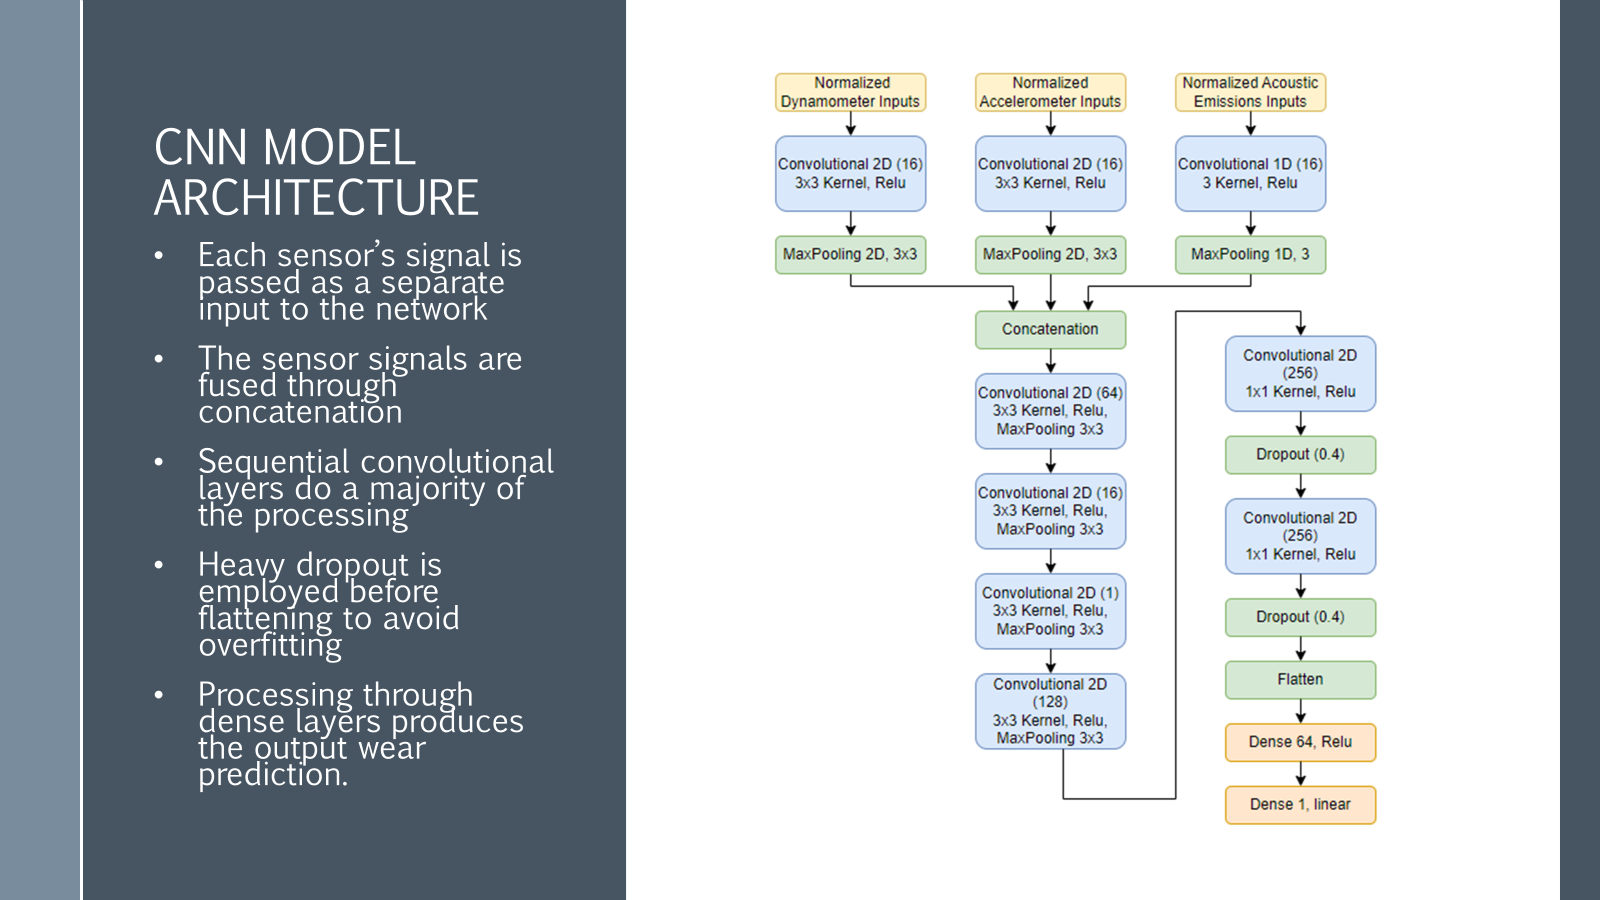 CNN MODEL
ARCHITECTURE
• Each sensor’s signal is
passed as a separate
input to the network
• The sensor signals are
fused through
concatenation
• Sequential convolutional
layers do a majority of
the processing
• Heavy dropout is
employed before
flattening to avoid
overfitting
• Processing through
dense layers produces
the output wear
prediction.
Normalized
Dynamometer Inputs
Convolutional 2D (16)
3x3 Kernel, Relu
MaxPooling 2D, 3x3
Normalized
Accelerometer Inputs
Convolutional 2D (16)
3x3 Kernel, Relu
MaxPooling 2D, 3x3
Normalized Acoustic
Emissions Inputs
Convolutional 1D (16)
3 Kernel, Relu
MaxPooling 1D, 3
Concatenation
Convolutional 2D (64)
3x3 Kernel, Relu,
MaxPooling 3x3
Convolutional 2D (16)
3x3 Kernel, Relu,
MaxPooling 3x3
Convolutional 2D (1)
3x3 Kernel, Relu,
MaxPooling 3x3
Convolutional 2D
(128)
3x3 Kernel, Relu,
MaxPooling 3x3
Convolutional 2D
(256)
1x1 Kernel, Relu
Dropout (0.4)
Convolutional 2D
(256)
1x1 Kernel, Relu
Dropout (0.4)
Flatten
Dense 64, Relu
Dense 1, linear